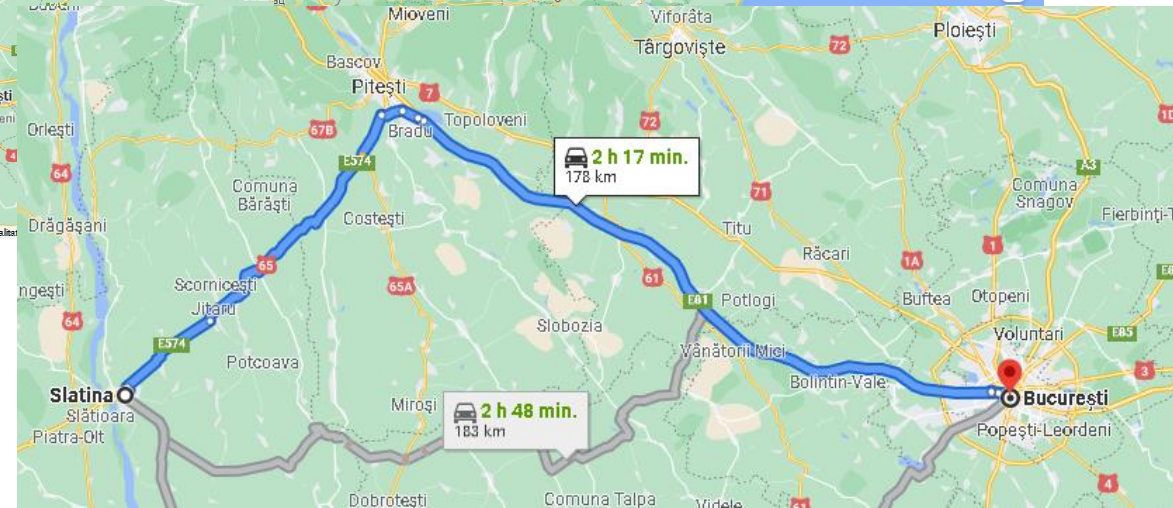 Mioveni
Viforâta
Ploiești
Târgoviște
72
Bascov
Pitești
7
Topoloveni
Bradu
67B
72
Orlești
64
E574
2 h 17 min.
178 km
A3
Comuna
Bărăști
Costești
71
Comuna
Snagov
Drăgășani
Titu
Răcari
1
1A
65
61
Scornicești
65A
Jitaru
E81
Potlogi
Buftea
Otopeni
64
Slobozia
Voluntari
E85
E574
Potcoava
Vânătorii Mici
Bolintin-Vale
3
Slatina
Slătioara
Piatra-Olt
Miroși
2 h 48 min.
183 km
București
Popești-Leordeni
4
Dobrotești
Comuna Talpa
Videle
61